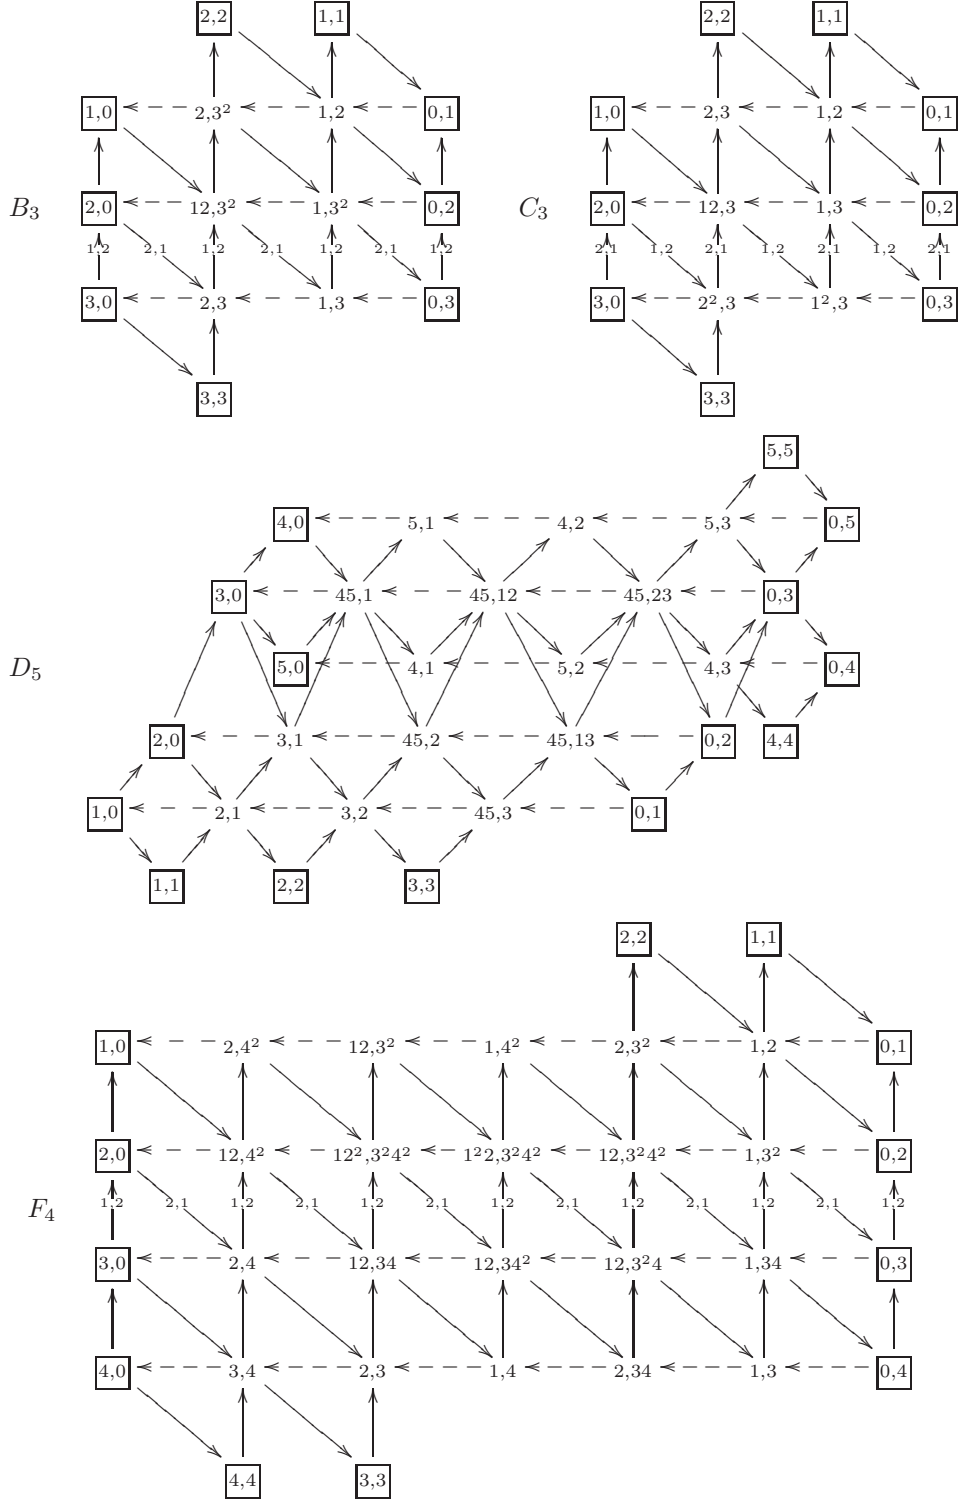 2,2 1,1 2,2 1,1
1,0 2,3² 1,2 0,1 1,0 2,3 1,2 0,1
B₃ 2,0 12,3² 1,3² 0,2 C₃ 2,0 12,3 1,3 0,2
1,2 2,1 1,2 2,1 1,2 2,1 1,2 2,1 1,2 2,1 1,2 2,1 1,2 2,1
3,0 2,3 1,3 0,3 3,0 2²,3 1²,3 0,3
3,3 3,3
5,5
4,0 5,1 4,2 5,3 0,5
3,0 45,1 45,12 45,23 0,3
D₅ 5,0 4,1 5,2 4,3 0,4
2,0 3,1 45,2 45,13 0,2 4,4
1,0 2,1 3,2 45,3 0,1
1,1 2,2 3,3
2,2 1,1
1,0 2,4² 12,3² 1,4² 2,3² 1,2 0,1
2,0 12,4² 12²,3²4² 1²2,3²4² 12,3²4² 1,3² 0,2
F₄ 1,2 2,1 1,2 2,1 1,2 2,1 1,2 2,1 1,2 2,1 1,2 2,1 1,2
3,0 2,4 12,34 12,34² 12,3²4 1,34 0,3
4,0 3,4 2,3 1,4 2,34 1,3 0,4
4,4 3,3